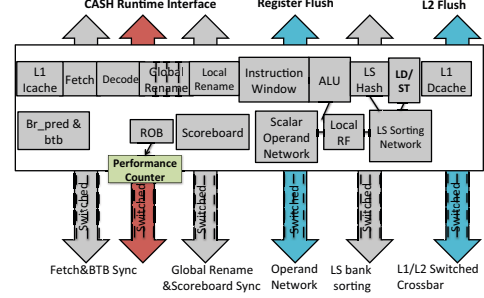 CASH Runtime Interface
Register Flush
L2 Flush
L1
Icache
Fetch
Decode
Global
Rename
Local
Rename
Instruction
Window
ALU
LS
Hash
LD/
ST
L1
Dcache
Br_pred &
btb
ROB
Scoreboard
Scalar
Operand
Network
Local
RF
LS Sorting
Network
Performance
Counter
Switched
Switched
Switched
Switched
Switched
Switched
Fetch&BTB Sync
Global Rename
&Scoreboard Sync
Operand
Network
LS bank
sorting
L1/L2 Switched
Crossbar